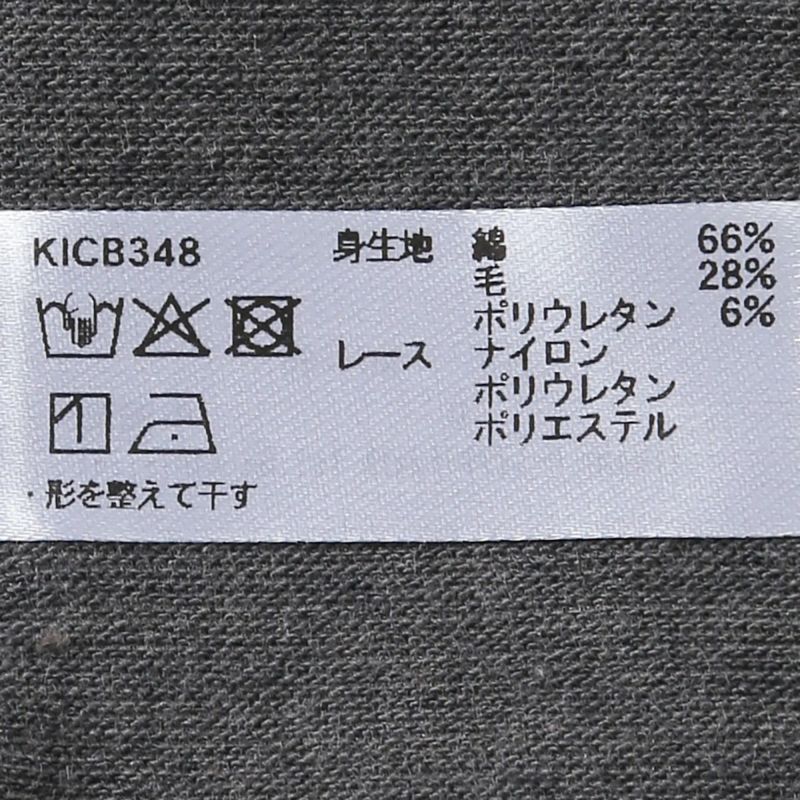 KICB348
身生地 綿 66%
毛 28%
ポリウレタン 6%
レース ナイロン
ポリウレタン
ポリエステル
・形を整えて干す